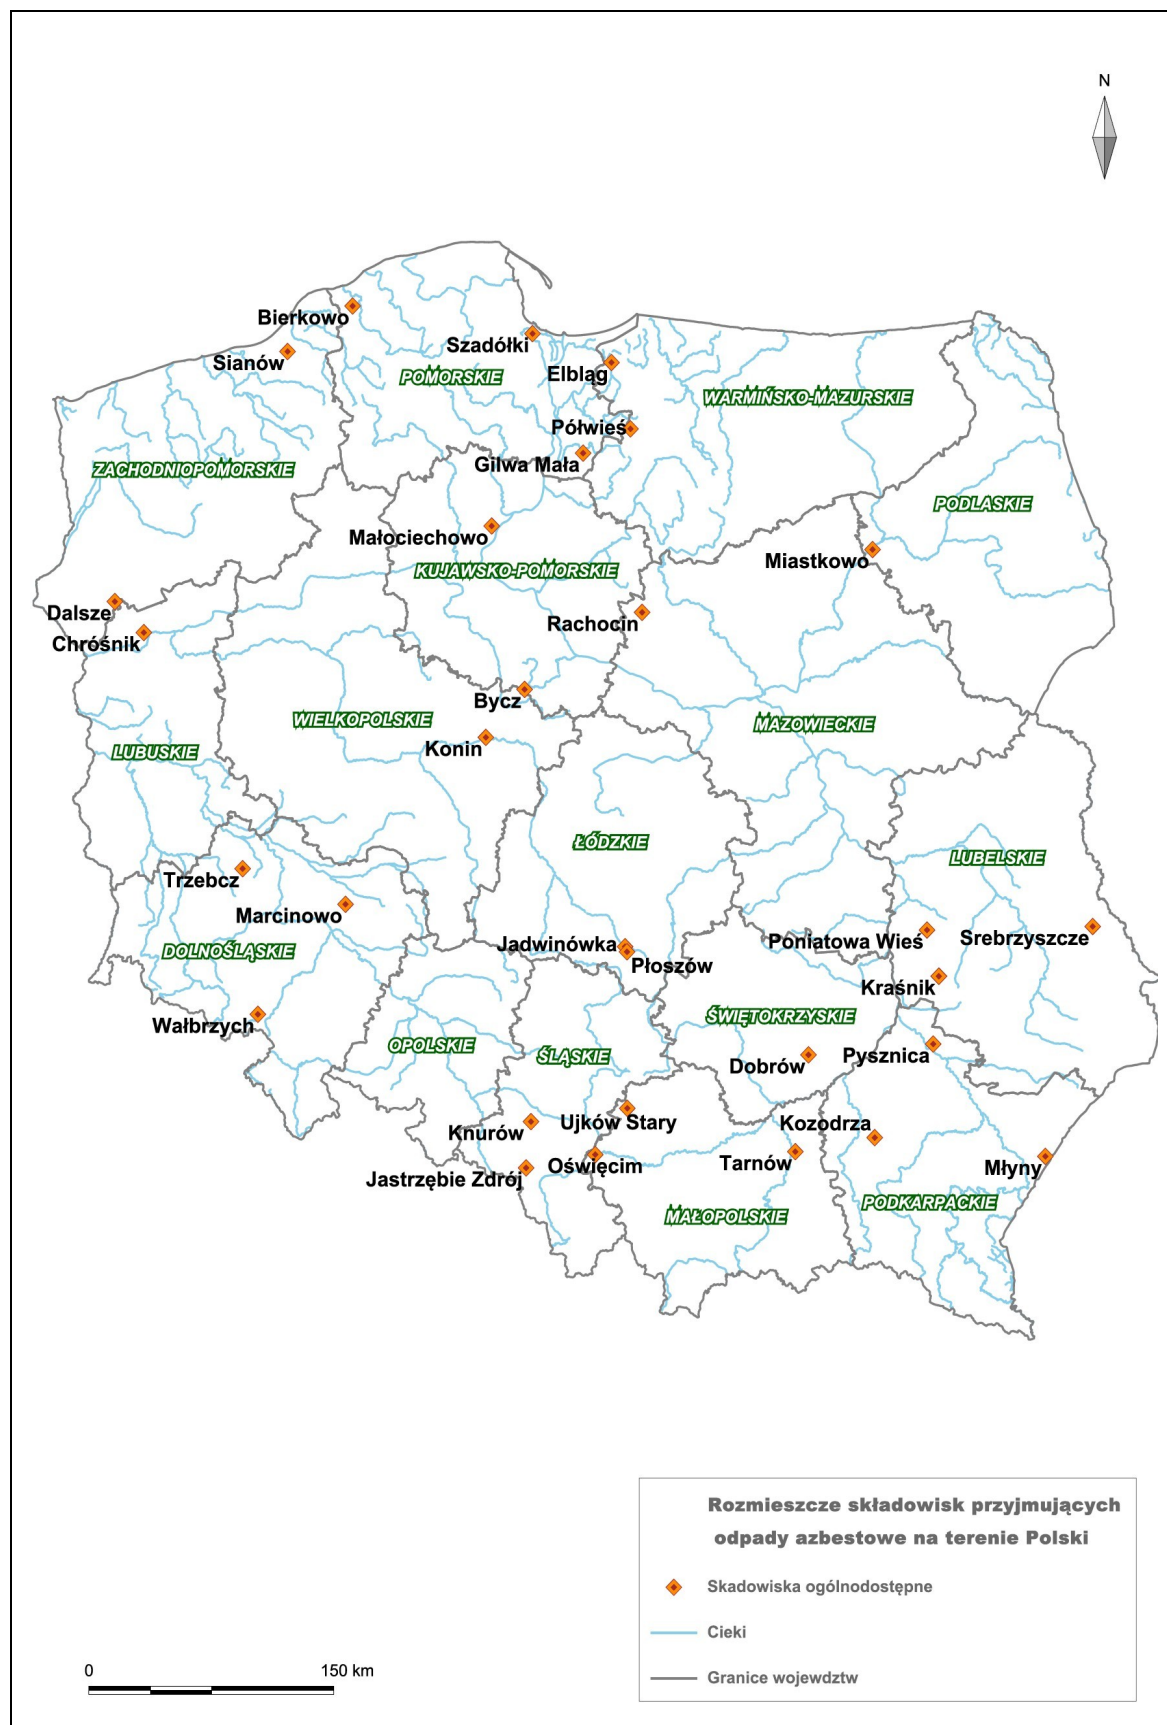 N
Bierkowo
Szadółki
Sianów
Elbląg
POMORSKIE
WARMIŃSKO-MAZURSKIE
Półwieś
Gilwa Mała
ZACHODNIOPOMORSKIE
PODLASKIE
Małociechowo
Miastkowo
KUJAWSKO-POMORSKIE
Dalsze
Rachocin
Chróśnik
Bycz
WIELKOPOLSKIE
MAZOWIECKIE
Konin
LUBUSKIE
ŁÓDZKIE
LUBELSKIE
Trzebcz
Marcinowo
Srebrzyszcze
Poniatowa Wieś
Jadwinówka
DOLNOŚLĄSKIE
Płoszów
Kraśnik
ŚWIĘTOKRZYSKIE
Wałbrzych
OPOLSKIE
ŚLĄSKIE
Pysznica
Dobrów
Ujków Stary
Kozodrza
Knurów
Tarnów
Oświęcim
Młyny
Jastrzębie Zdrój
PODKARPACKIE
MAŁOPOLSKIE
Rozmieszcze składowisk przyjmujących
odpady azbestowe na terenie Polski
Skadowiska ogólnodostępne
Cieki
Granice wojewdztw
0 150 km